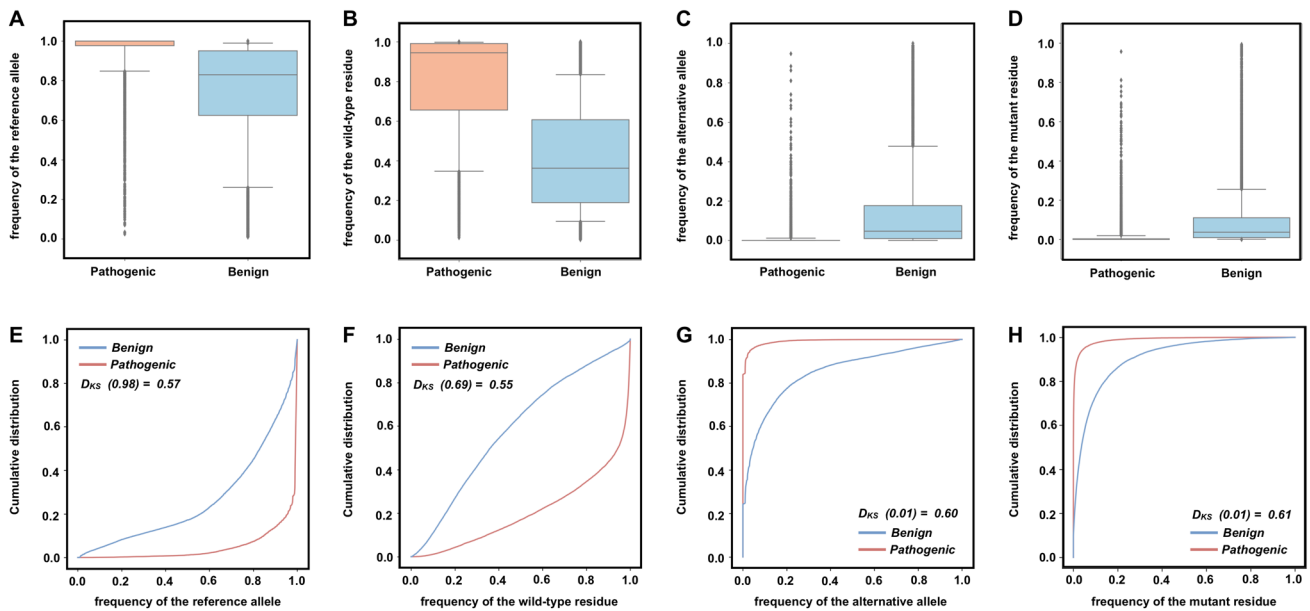 A
frequency of the reference allele
1.0
0.8
0.6
0.4
0.2
0.0
Pathogenic
Benign
B
frequency of the wild-type residue
1.0
0.8
0.6
0.4
0.2
0.0
Pathogenic
Benign
C
frequency of the alternative allele
1.0
0.8
0.6
0.4
0.2
0.0
Pathogenic
Benign
D
frequency of the mutant residue
1.0
0.8
0.6
0.4
0.2
0.0
Pathogenic
Benign
E
Cumulative distribution
1.0
0.8
0.6
0.4
0.2
0.0
Benign
Pathogenic
DKS (0.98) = 0.57
0.0 0.2 0.4 0.6 0.8 1.0
frequency of the reference allele
F
Cumulative distribution
1.0
0.8
0.6
0.4
0.2
0.0
Benign
Pathogenic
DKS (0.69) = 0.55
0.0 0.2 0.4 0.6 0.8 1.0
frequency of the wild-type residue
G
Cumulative distribution
1.0
0.8
0.6
0.4
0.2
0.0
DKS (0.01) = 0.60
Benign
Pathogenic
0.0 0.2 0.4 0.6 0.8 1.0
frequency of the alternative allele
H
Cumulative distribution
1.0
0.8
0.6
0.4
0.2
0.0
DKS (0.01) = 0.61
Benign
Pathogenic
0.0 0.2 0.4 0.6 0.8 1.0
frequency of the mutant residue